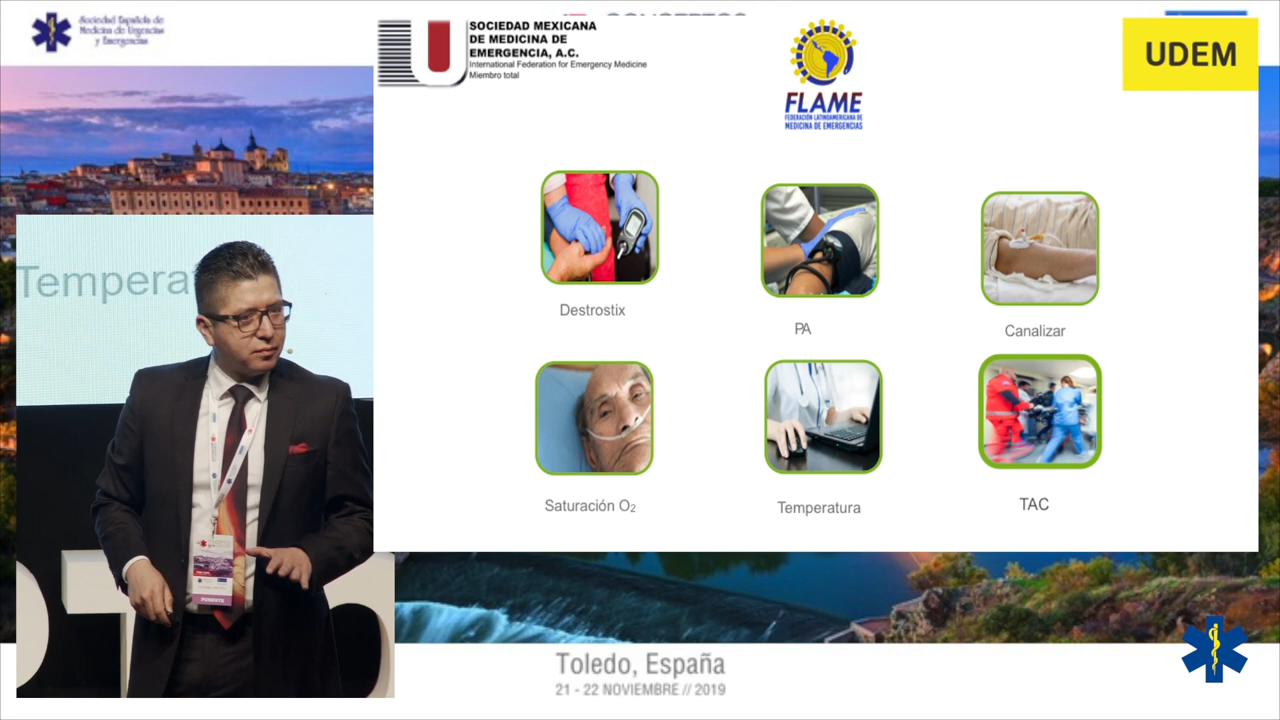 Sociedad Española de
Medicina de Urgencias
y Emergencias
SOCIEDAD MEXICANA
DE MEDICINA DE
EMERGENCIA, A.C.
International Federation for Emergency Medicine
Miembro total
FLAME
FEDERACIÓN LATINOAMERICANA DE
MEDICINA DE EMERGENCIAS
UDEM
Destrostix
PA
Canalizar
Saturación O₂
Temperatura
TAC
Tempera
PONENTE
Toledo, España
21 - 22 NOVIEMBRE // 2019